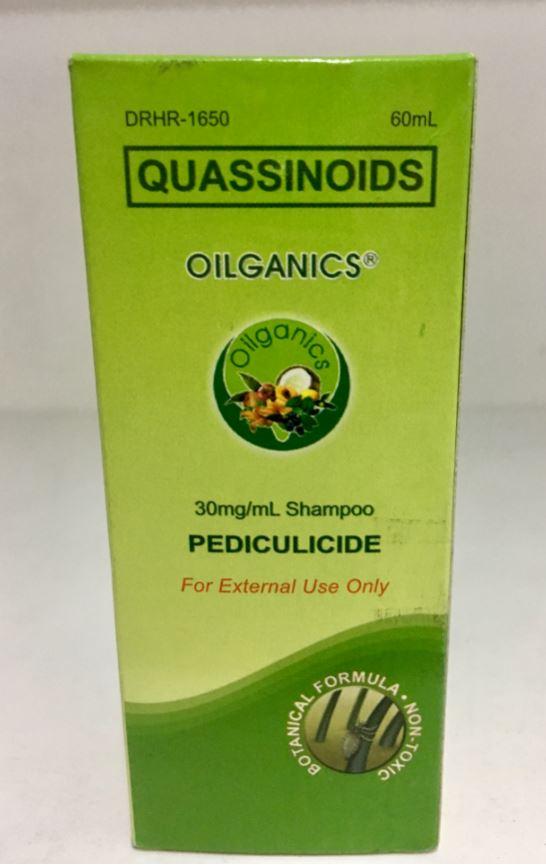 DRHR-1650 60mL
QUASSINOIDS
OILGANICS®
Oilganics
30mg/mL Shampoo
PEDICULICIDE
For External Use Only
BOTANICAL FORMULA • NON-TOXIC